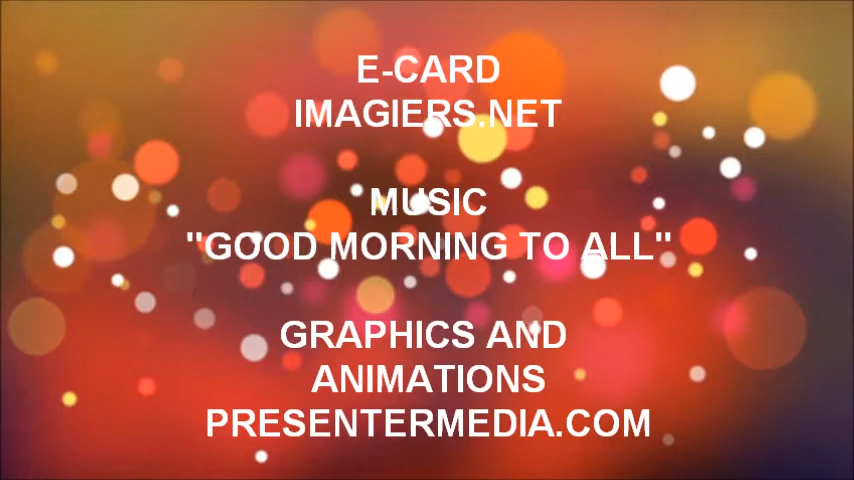 E-CARD
IMAGIERS.NET
MUSIC
"GOOD MORNING TO ALL"
GRAPHICS AND
ANIMATIONS
PRESENTERMEDIA.COM